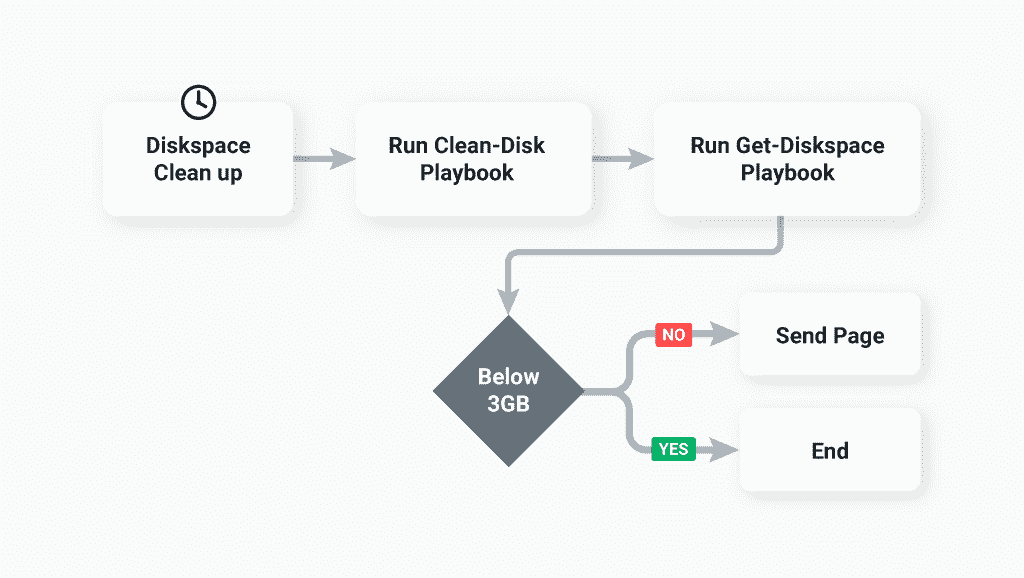 Diskspace
Clean up
Run Clean-Disk
Playbook
Run Get-Diskspace
Playbook
Below
3GB
NO
Send Page
YES
End